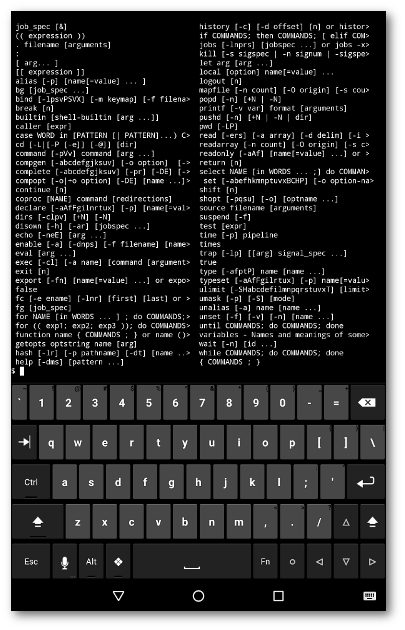 job_spec [&]
(( expression ))
. filename [arguments]
:
[ arg... ]
[[ expression ]]
alias [-p] [name[=value] ... ]
bg [job_spec ...]
bind [-lpsvPSVX] [-m keymap] [-f filena>
break [n]
builtin [shell-builtin [arg ...]]
caller [expr]
case WORD in [PATTERN [| PATTERN]...) C>
cd [-L|[-P [-e]] [-@]] [dir]
command [-pVv] command [arg ...]
compgen [-abcdefgjksuv] [-o option] [->
complete [-abcdefgjksuv] [-pr] [-DE] [->
compopt [-o|+o option] [-DE] [name ...]>
continue [n]
coproc [NAME] command [redirections]
declare [-aAfFgilnrtux] [-p] [name[=val>
dirs [-clpv] [+N] [-N]
disown [-h] [-ar] [jobspec ...]
echo [-neE] [arg ...]
enable [-a] [-dnps] [-f filename] [name>
eval [arg ...]
exec [-cl] [-a name] [command [argument>
exit [n]
export [-fn] [name[=value] ...] or expo>
false
fc [-e ename] [-lnr] [first] [last] or >
fg [job_spec]
for NAME [in WORDS ... ] ; do COMMANDS;>
for (( exp1; exp2; exp3 )); do COMMANDS>
function name { COMMANDS ; } or name ()>
getopts optstring name [arg]
hash [-lr] [-p pathname] [-dt] [name ..>
help [-dms] [pattern ...]
history [-c] [-d offset] [n] or histor>
if COMMANDS; then COMMANDS; [ elif CON>
jobs [-lnprs] [jobspec ...] or jobs -x>
kill [-s sigspec | -n signum | -sigspe>
let arg [arg ...]
local [option] name[=value] ...
logout [n]
mapfile [-n count] [-O origin] [-s cou>
popd [-n] [+N | -N]
printf [-v var] format [arguments]
pushd [-n] [+N | -N | dir]
pwd [-LP]
read [-ers] [-a array] [-d delim] [-i >
readarray [-n count] [-O origin] [-s c>
readonly [-aAf] [name[=value] ...] or >
return [n]
select NAME [in WORDS ... ;] do COMMAN>
set [-abefhkmnptuvxBCHP] [-o option-na>
shift [n]
shopt [-pqsu] [-o] [optname ...]
source filename [arguments]
suspend [-f]
test [expr]
time [-p] pipeline
times
trap [-lp] [[arg] signal_spec ...]
true
type [-afptP] name [name ...]
typeset [-aAfFgilrtux] [-p] name[=valu>
ulimit [-SHabcdefilmnpqrstuvxT] [limit>
umask [-p] [-S] [mode]
unalias [-a] name [name ...]
unset [-f] [-v] [-n] [name ...]
until COMMANDS; do COMMANDS; done
variables - Names and meanings of some>
wait [-n] [id ...]
while COMMANDS; do COMMANDS; done
{ COMMANDS ; }
$
` 1 2 3 4 5 6 7 8 9 0 - =
q w e r t y u i o p [ ] \
Ctrl a s d f g h j k l ; '
z x c v b n m , . /
Esc Alt Fn